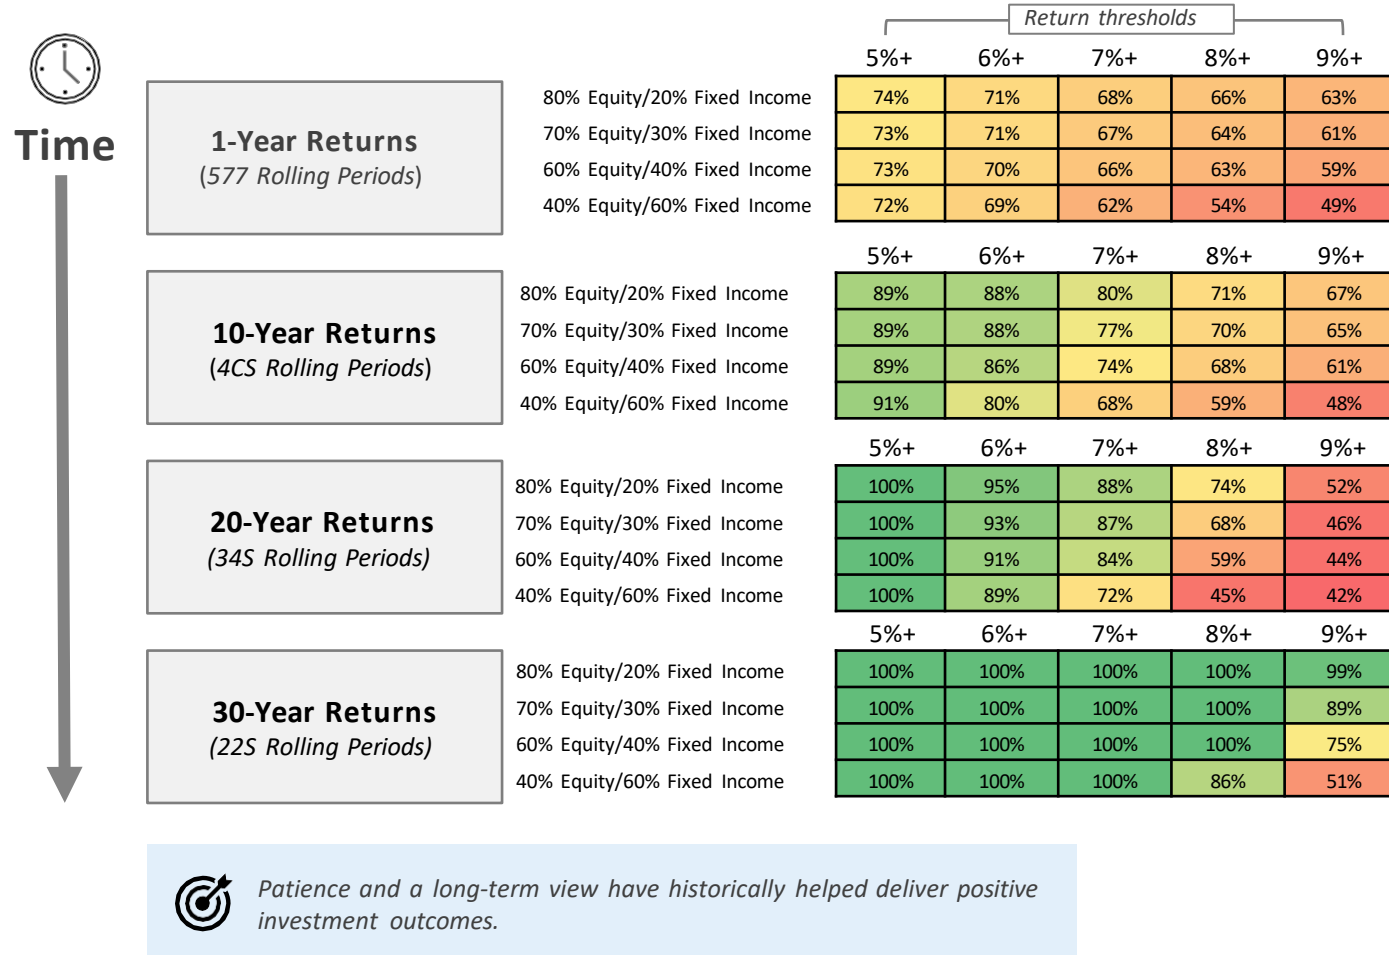 Return thresholds
Time
5%+ 6%+ 7%+ 8%+ 9%+
1-Year Returns
(577 Rolling Periods)
80% Equity/20% Fixed Income 74% 71% 68% 66% 63%
70% Equity/30% Fixed Income 73% 71% 67% 64% 61%
60% Equity/40% Fixed Income 73% 70% 66% 63% 59%
40% Equity/60% Fixed Income 72% 69% 62% 54% 49%
5%+ 6%+ 7%+ 8%+ 9%+
10-Year Returns
(4CS Rolling Periods)
80% Equity/20% Fixed Income 89% 88% 80% 71% 67%
70% Equity/30% Fixed Income 89% 88% 77% 70% 65%
60% Equity/40% Fixed Income 89% 86% 74% 68% 61%
40% Equity/60% Fixed Income 91% 80% 68% 59% 48%
5%+ 6%+ 7%+ 8%+ 9%+
20-Year Returns
(34S Rolling Periods)
80% Equity/20% Fixed Income 100% 95% 88% 74% 52%
70% Equity/30% Fixed Income 100% 93% 87% 68% 46%
60% Equity/40% Fixed Income 100% 91% 84% 59% 44%
40% Equity/60% Fixed Income 100% 89% 72% 45% 42%
5%+ 6%+ 7%+ 8%+ 9%+
30-Year Returns
(22S Rolling Periods)
80% Equity/20% Fixed Income 100% 100% 100% 100% 99%
70% Equity/30% Fixed Income 100% 100% 100% 100% 89%
60% Equity/40% Fixed Income 100% 100% 100% 100% 75%
40% Equity/60% Fixed Income 100% 100% 100% 86% 51%
Patience and a long-term view have historically helped deliver positive
investment outcomes.